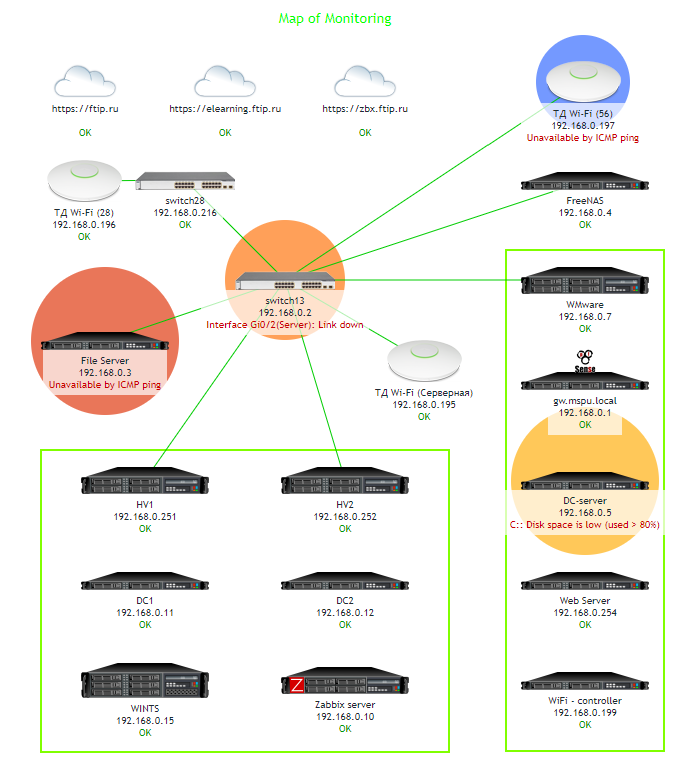 Map of Monitoring
https://ftip.ru
OK
https://elearning.ftip.ru
OK
https://zbx.ftip.ru
OK
ТД Wi-Fi (56)
192.168.0.197
Unavailable by ICMP ping
ТД Wi-Fi (28)
192.168.0.196
OK
switch28
192.168.0.216
OK
FreeNAS
192.168.0.4
OK
switch13
192.168.0.2
Interface Gi0/2(Server): Link down
WMware
192.168.0.7
OK
File Server
192.168.0.3
Unavailable by ICMP ping
ТД Wi-Fi (Серверная)
192.168.0.195
OK
Sense
gw.mspu.local
192.168.0.1
OK
HV1
192.168.0.251
OK
HV2
192.168.0.252
OK
DC-server
192.168.0.5
C:: Disk space is low (used > 80%)
DC1
192.168.0.11
OK
DC2
192.168.0.12
OK
Web Server
192.168.0.254
OK
WINTS
192.168.0.15
OK
Z
Zabbix server
192.168.0.10
OK
WiFi - controller
192.168.0.199
OK